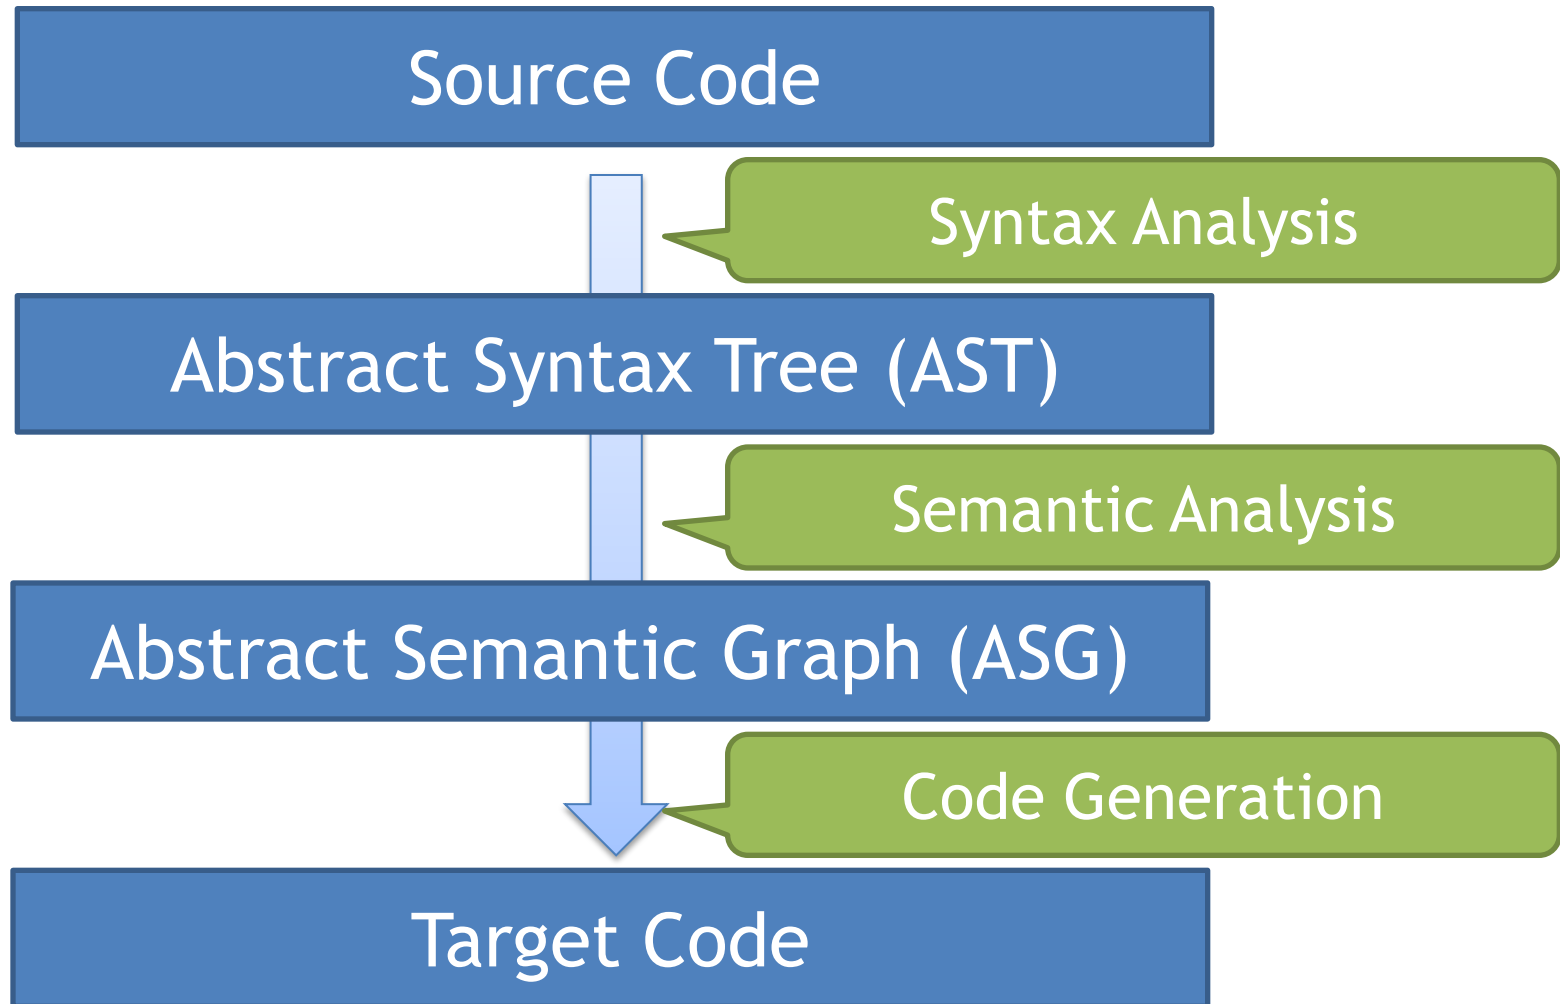 Source Code
Syntax Analysis
Abstract Syntax Tree (AST)
Semantic Analysis
Abstract Semantic Graph (ASG)
Code Generation
Target Code